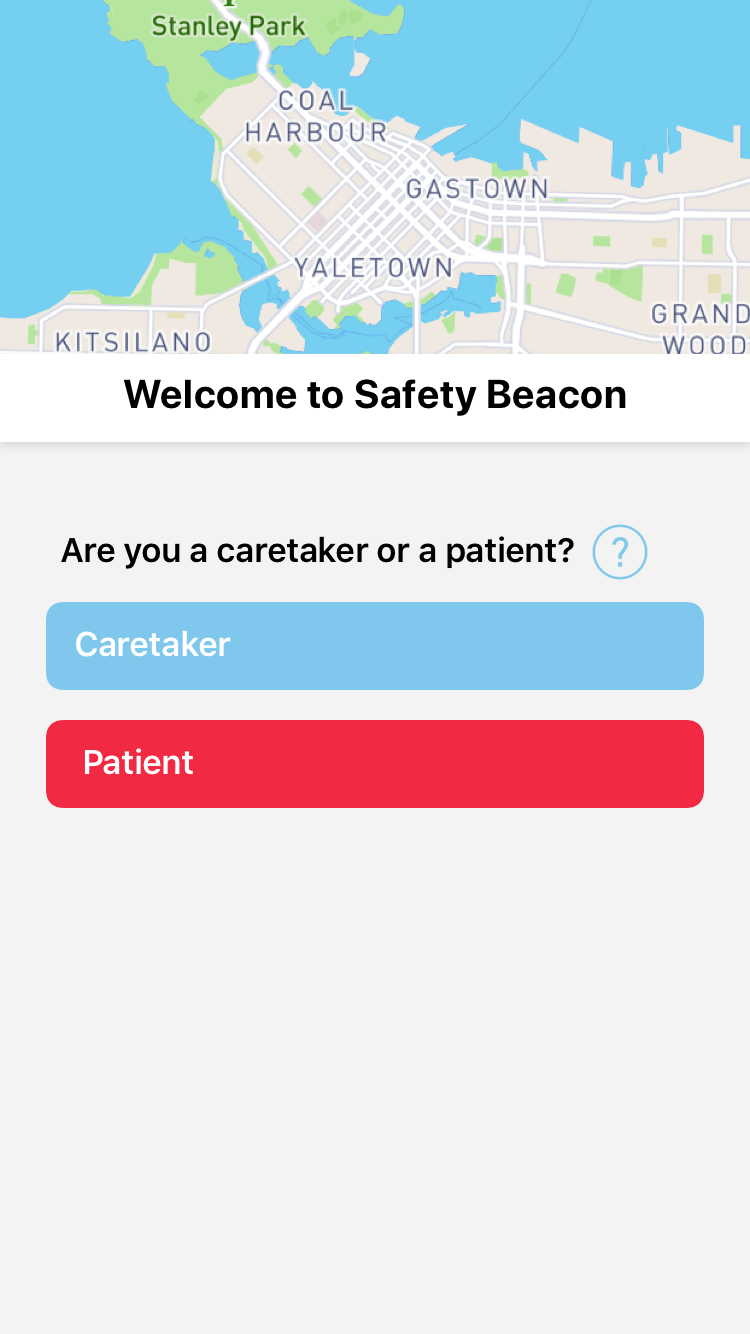 Stanley Park
COAL
HARBOUR
GASTOWN
YALETOWN
GRAND
WOOD
KITSILANO
Welcome to Safety Beacon
Are you a caretaker or a patient? ?
Caretaker
Patient